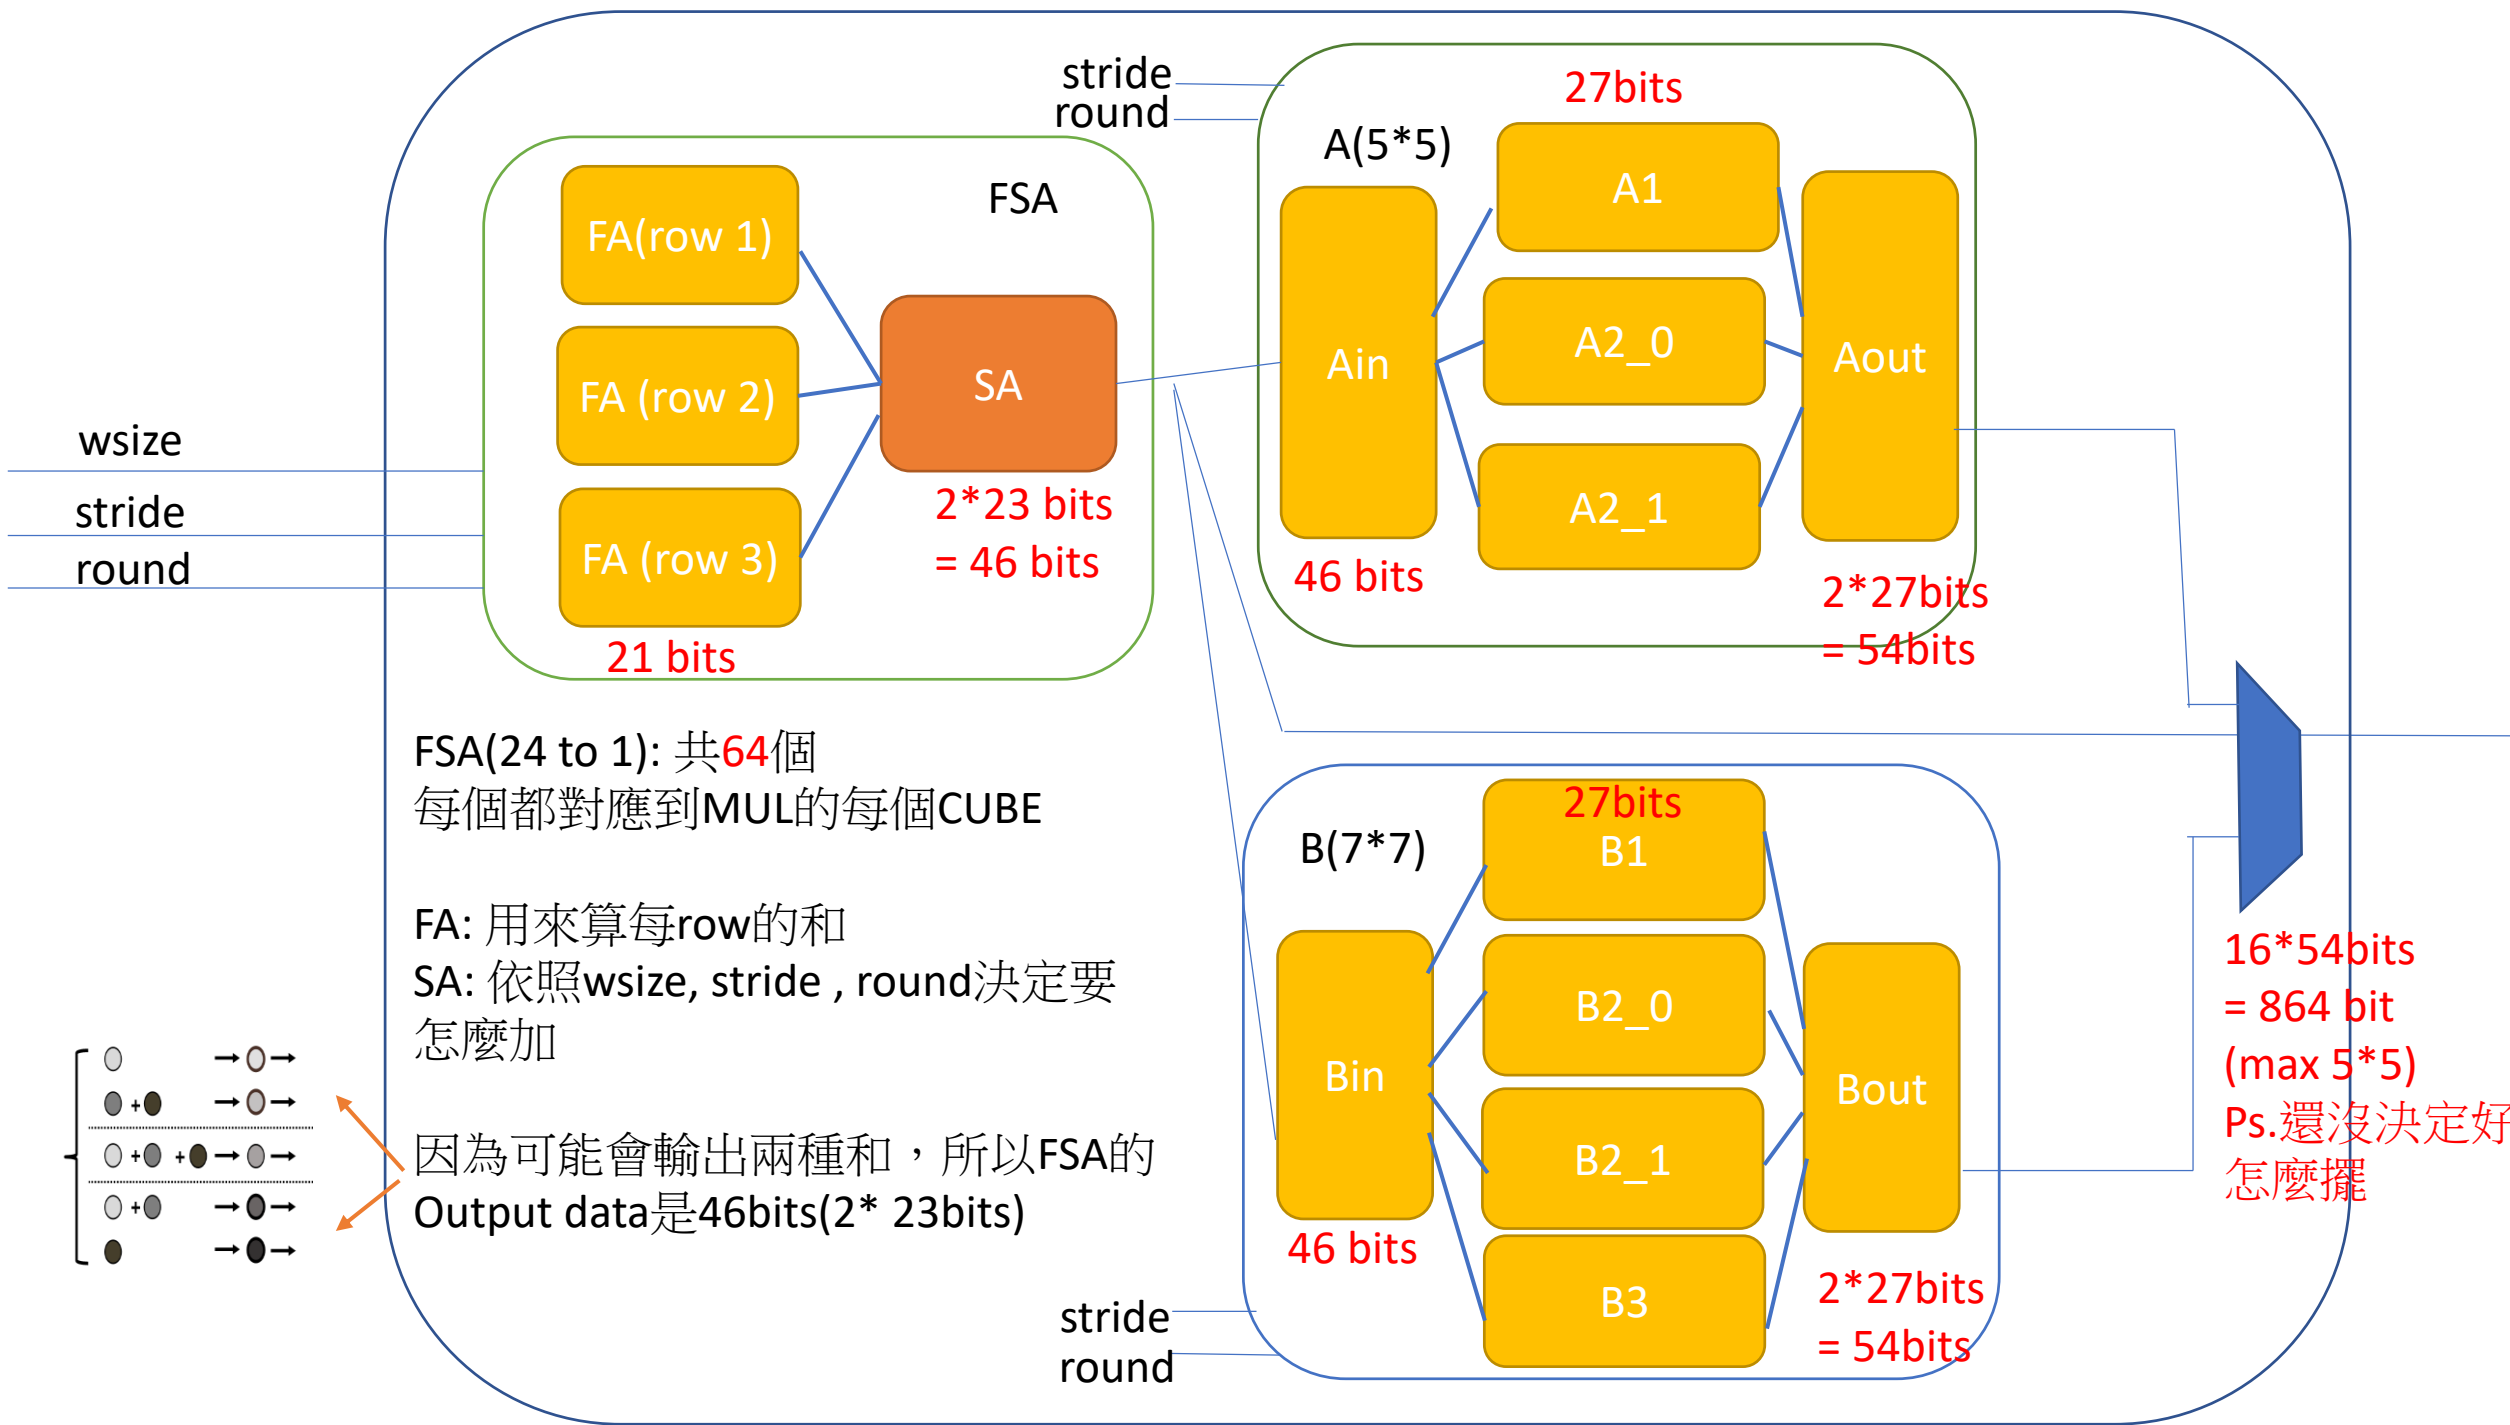 wsize
stride
round
FSA
FA(row 1)
FA (row 2)
FA (row 3)
21 bits
SA
2*23 bits
= 46 bits
stride
round
A(5*5)
27bits
Ain
46 bits
A1
A2_0
A2_1
Aout
2*27bits
= 54bits
FSA(24 to 1): 共64個
每個都對應到MUL的每個CUBE
FA: 用來算每row的和
SA: 依照wsize, stride , round決定要
怎麼加
因為可能會輸出兩種和，所以FSA的
Output data是46bits(2* 23bits)
+
+ +
+
B(7*7)
27bits
B1
Bin
46 bits
B2_0
B2_1
B3
Bout
2*27bits
= 54bits
stride
round
16*54bits
= 864 bit
(max 5*5)
Ps.還沒決定好
怎麼擺